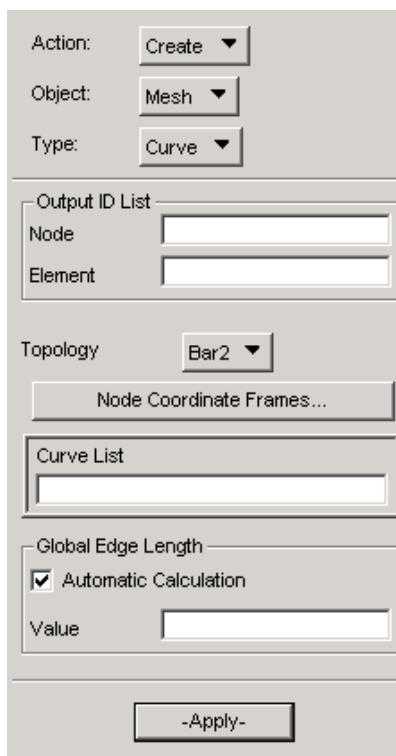 Action: Create
Object: Mesh
Type: Curve
Output ID List
Node
Element
Topology Bar2
Node Coordinate Frames...
Curve List
Global Edge Length
Automatic Calculation
Value
-Apply-